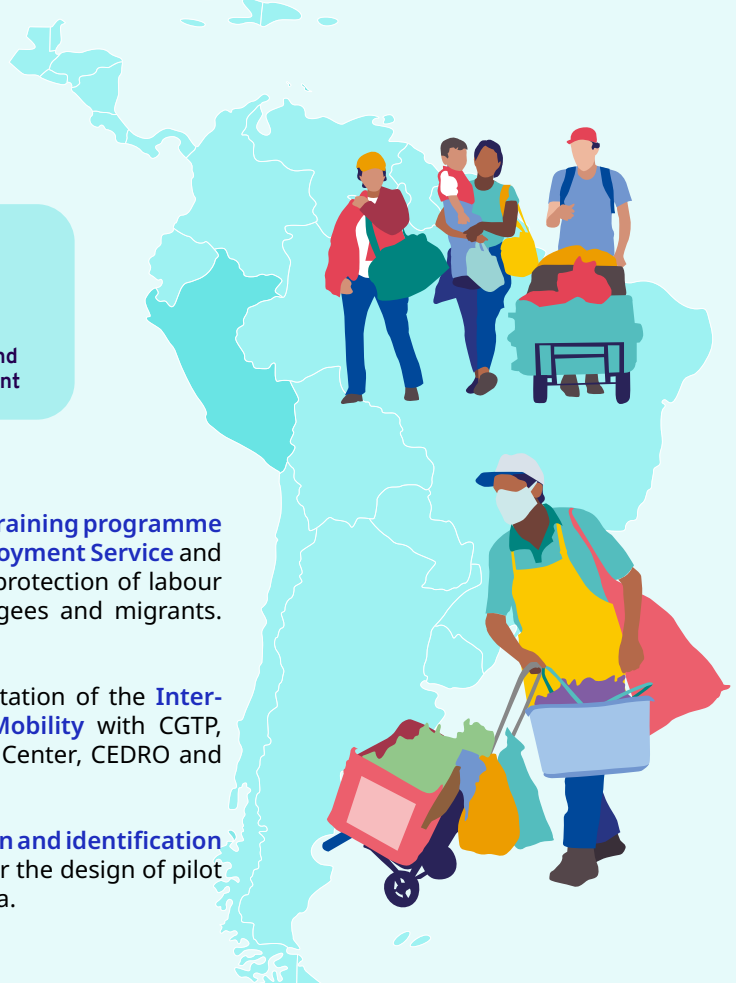 nd
nt
raining programme
oyment Service and
protection of labour
gees and migrants.
tation of the Inter-
Mobility with CGTP,
Center, CEDRO and
n and identification
r the design of pilot
a.